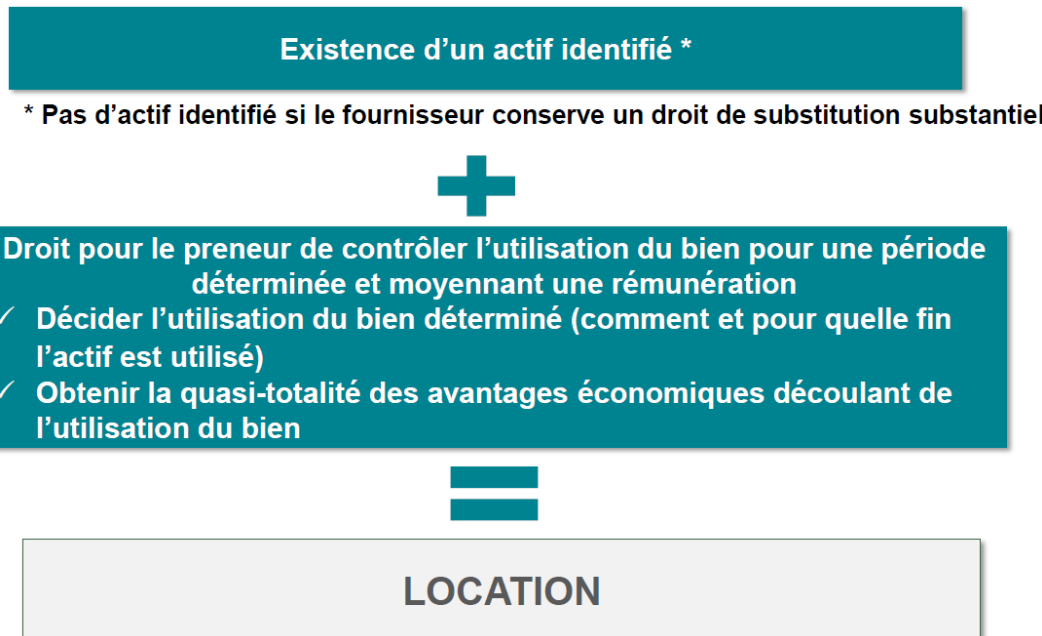 Existence d’un actif identifié *
* Pas d’actif identifié si le fournisseur conserve un droit de substitution substantiel
Droit pour le preneur de contrôler l’utilisation du bien pour une période
déterminée et moyennant une rémunération
✓ Décider l’utilisation du bien déterminé (comment et pour quelle fin
l’actif est utilisé)
✓ Obtenir la quasi-totalité des avantages économiques découlant de
l’utilisation du bien
LOCATION